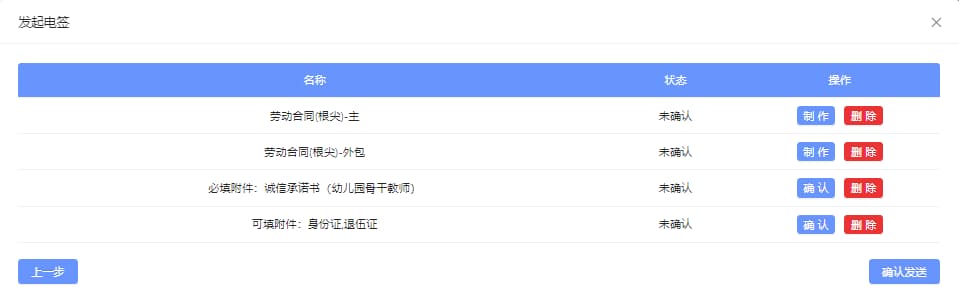 发起电签
名称 状态 操作
劳动合同(根尖)-主 未确认 制 作 删 除
劳动合同(根尖)-外包 未确认 制 作 删 除
必填附件：诚信承诺书（幼儿园骨干教师） 未确认 确 认 删 除
可填附件：身份证,退伍证 未确认 确 认 删 除
上一步 确认发送